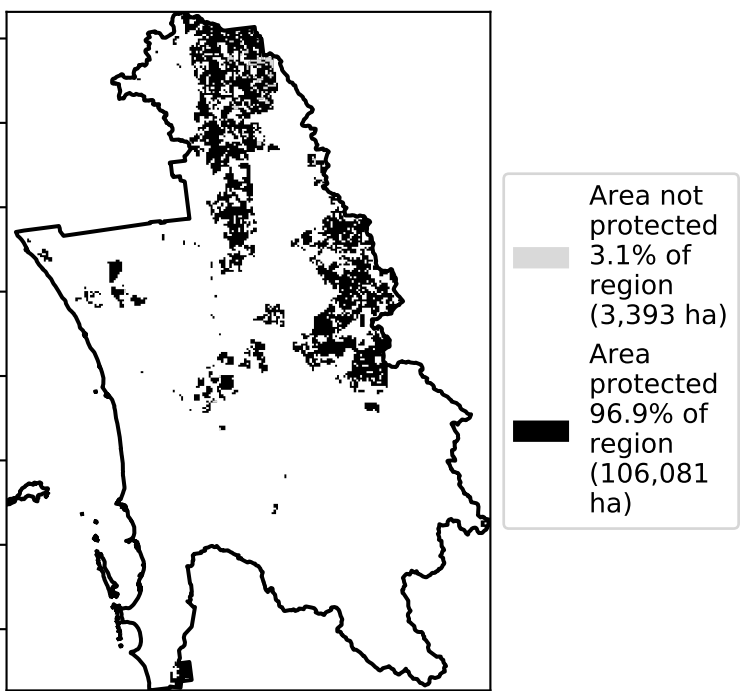 Area not
protected
3.1% of
region
(3,393 ha)
Area
protected
96.9% of
region
(106,081
ha)